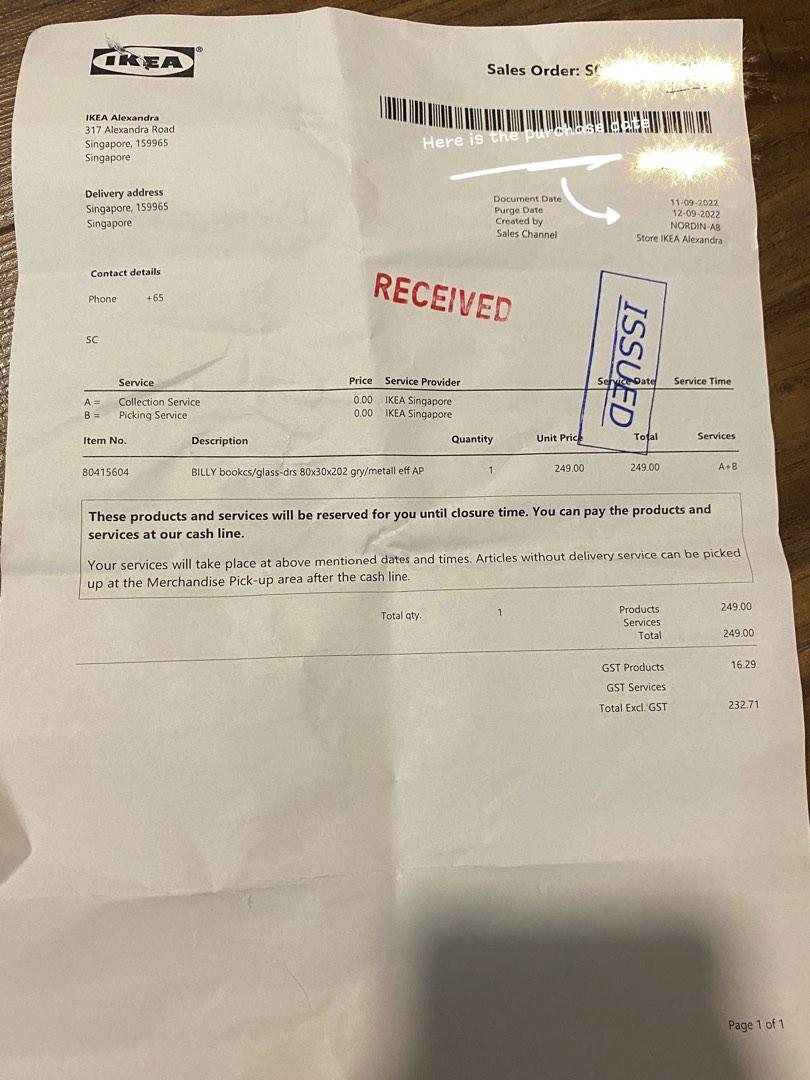 IKEA®
Sales Order: S
IKEA Alexandra
317 Alexandra Road
Singapore, 159965
Singapore
Here is the purchase date
Delivery address
Singapore, 159965
Singapore
Document Date 11-09-2022
Purge Date 12-09-2022
Created by NORDIN-AB
Sales Channel Store IKEA Alexandra
Contact details
Phone +65
SC
RECEIVED
ISSUED
Service Price Service Provider Service Date Service Time
A = Collection Service 0.00 IKEA Singapore
B = Picking Service 0.00 IKEA Singapore
Item No. Description Quantity Unit Price Total Services
80415604 BILLY bookcs/glass-drs 80x30x202 gry/metall eff AP 1 249.00 249.00 A+B
These products and services will be reserved for you until closure time. You can pay the products and
services at our cash line.
Your services will take place at above mentioned dates and times. Articles without delivery service can be picked
up at the Merchandise Pick-up area after the cash line.
Total qty. 1 Products 249.00
Services
Total 249.00
GST Products 16.29
GST Services
Total Excl. GST 232.71
Page 1 of 1